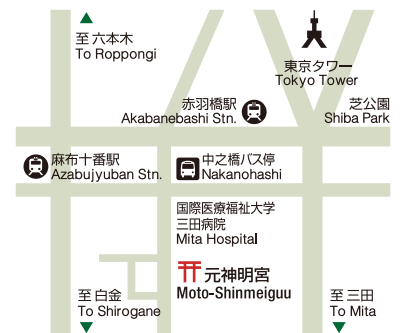 至 六本木
To Roppongi
東京タワー
Tokyo Tower
赤羽橋駅
Akabanebashi Stn.
芝公園
Shiba Park
麻布十番駅
Azabujyuban Stn.
中之橋バス停
Nakanohashi
国際医療福祉大学
三田病院
Mita Hospital
元神明宮
Moto-Shinmeiguu
至 白金
To Shirogane
至 三田
To Mita